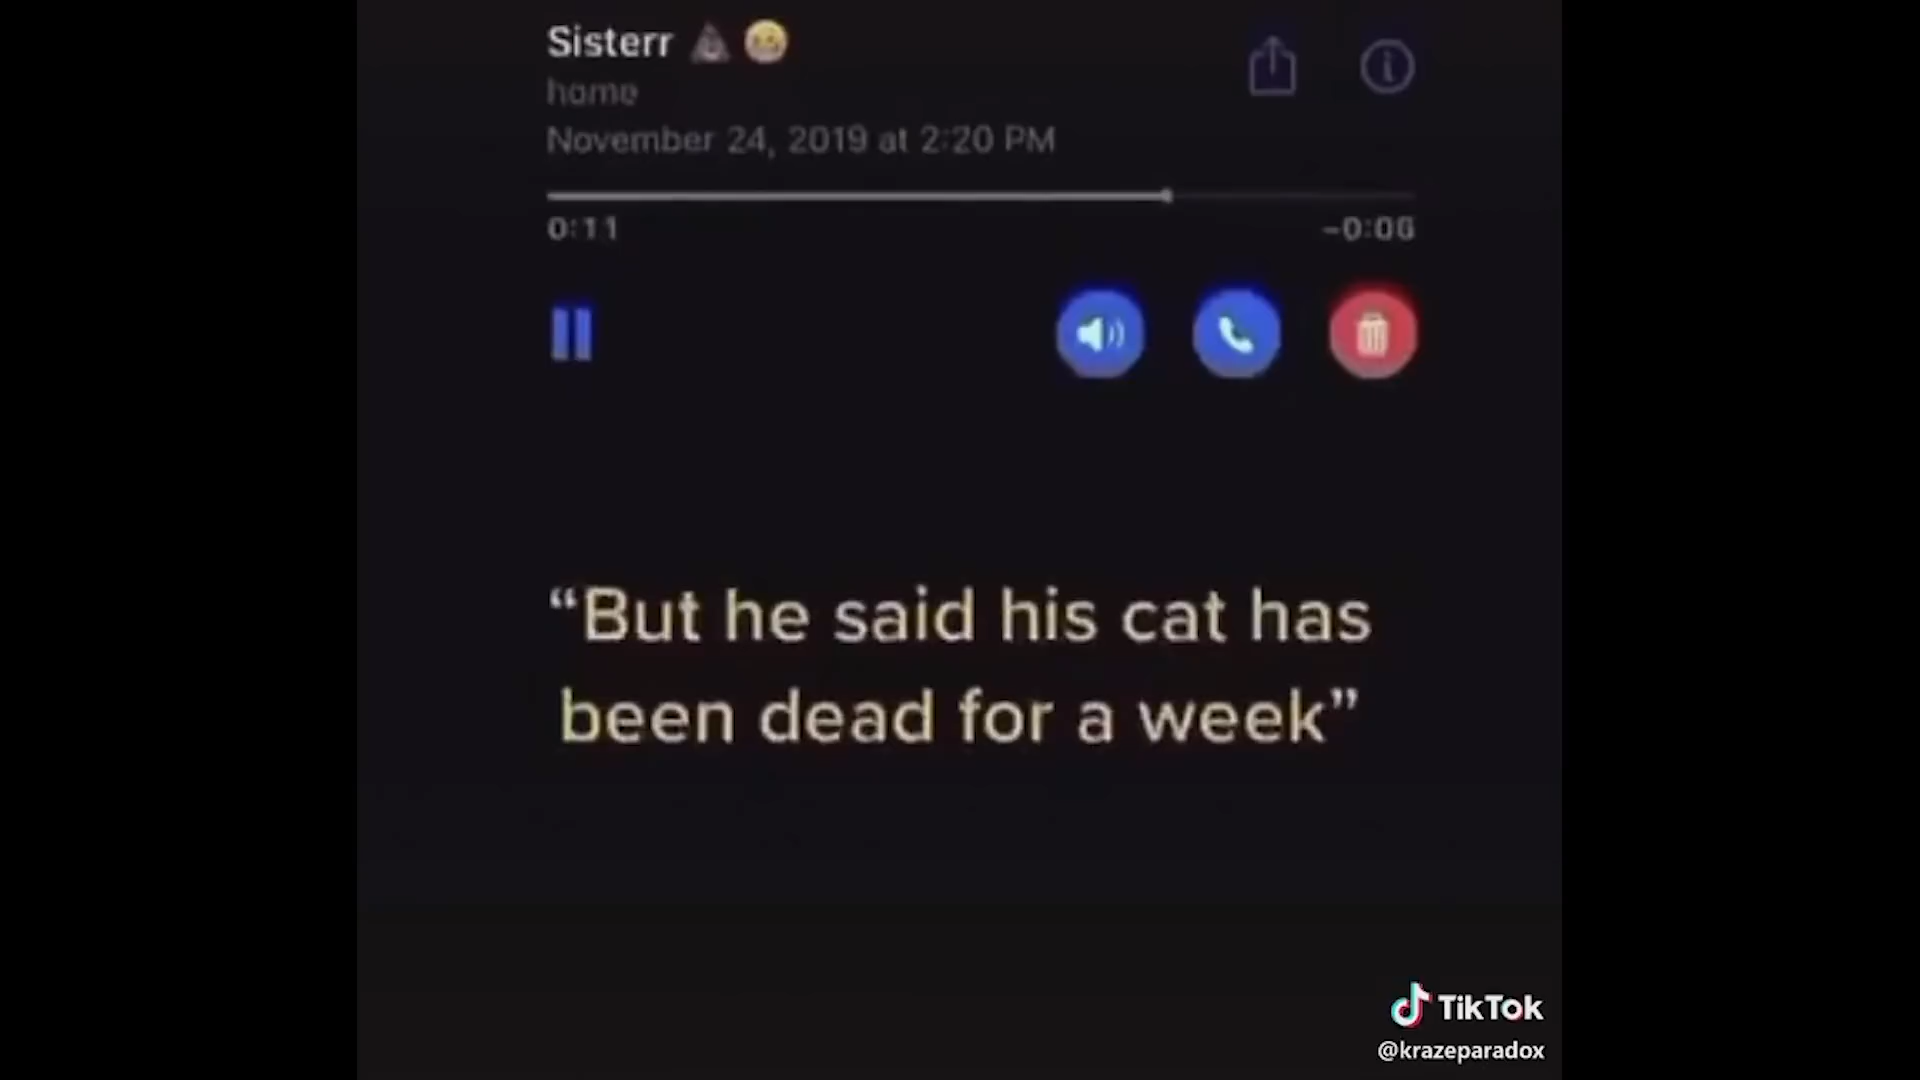 Sisterr 💩 😂
home
November 24, 2019 at 2:20 PM
0:11 -0:06
“But he said his cat has
been dead for a week”
TikTok
@krazeparadox